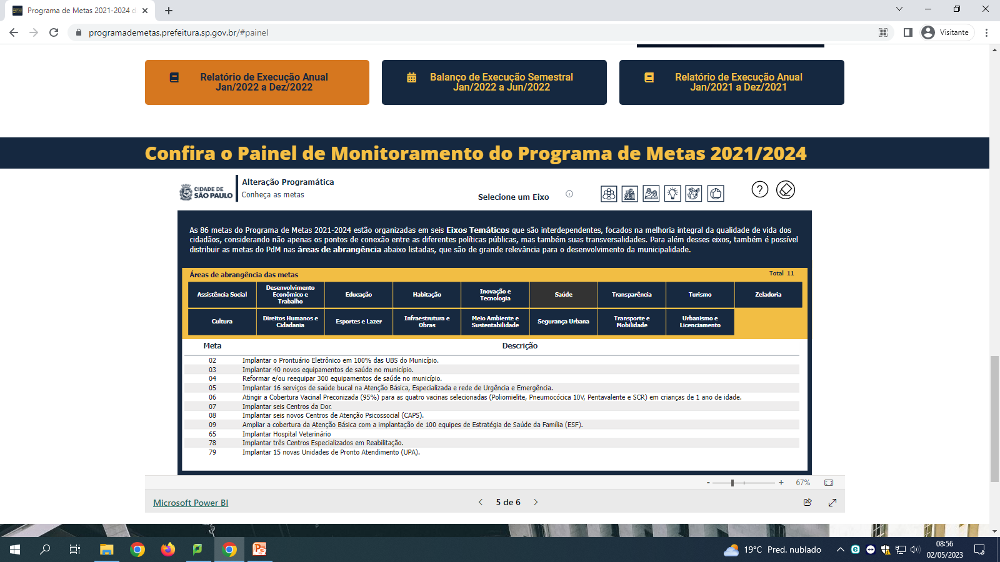 Programa de Metas 2021-2024 d
programademetas.prefeitura.sp.gov.br/#painel
Visitante
Relatório de Execução Anual
Jan/2022 a Dez/2022
Balanço de Execução Semestral
Jan/2022 a Jun/2022
Relatório de Execução Anual
Jan/2021 a Dez/2021
Confira o Painel de Monitoramento do Programa de Metas 2021/2024
CIDADE DE
SÃO PAULO
Alteração Programática
Conheça as metas
Selecione um Eixo
As 86 metas do Programa de Metas 2021-2024 estão organizadas em seis Eixos Temáticos que são interdependentes, focados na melhoria integral da qualidade de vida dos
cidadãos, considerando não apenas os pontos de conexão entre as diferentes políticas públicas, mas também suas transversalidades. Para além desses eixos, também é possível
distribuir as metas do PdM nas áreas de abrangência abaixo listadas, que são de grande relevância para o desenvolvimento da municipalidade.
Áreas de abrangência das metas
Total 11
Assistência Social
Desenvolvimento
Econômico e
Trabalho
Educação
Habitação
Inovação e
Tecnologia
Saúde
Transparência
Turismo
Zeladoria
Cultura
Direitos Humanos e
Cidadania
Esportes e Lazer
Infraestrutura e
Obras
Meio Ambiente e
Sustentabilidade
Segurança Urbana
Transporte e
Mobilidade
Urbanismo e
Licenciamento
Meta Descrição
02 Implantar o Prontuário Eletrônico em 100% das UBS do Município.
03 Implantar 40 novos equipamentos de saúde no município.
04 Reformar e/ou reequipar 300 equipamentos de saúde no município.
05 Implantar 16 serviços de saúde bucal na Atenção Básica, Especializada e rede de Urgência e Emergência.
06 Atingir a Cobertura Vacinal Preconizada (95%) para as quatro vacinas selecionadas (Poliomielite, Pneumocócica 10V, Pentavalente e SCR) em crianças de 1 ano de idade.
07 Implantar seis Centros da Dor.
08 Implantar seis novos Centros de Atenção Psicossocial (CAPS).
09 Ampliar a cobertura da Atenção Básica com a implantação de 100 equipes de Estratégia de Saúde da Família (ESF).
65 Implantar Hospital Veterinário
78 Implantar três Centros Especializados em Reabilitação.
79 Implantar 15 novas Unidades de Pronto Atendimento (UPA).
- + 67%
Microsoft Power BI
5 de 6
19°C Pred. nublado
08:56
02/05/2023